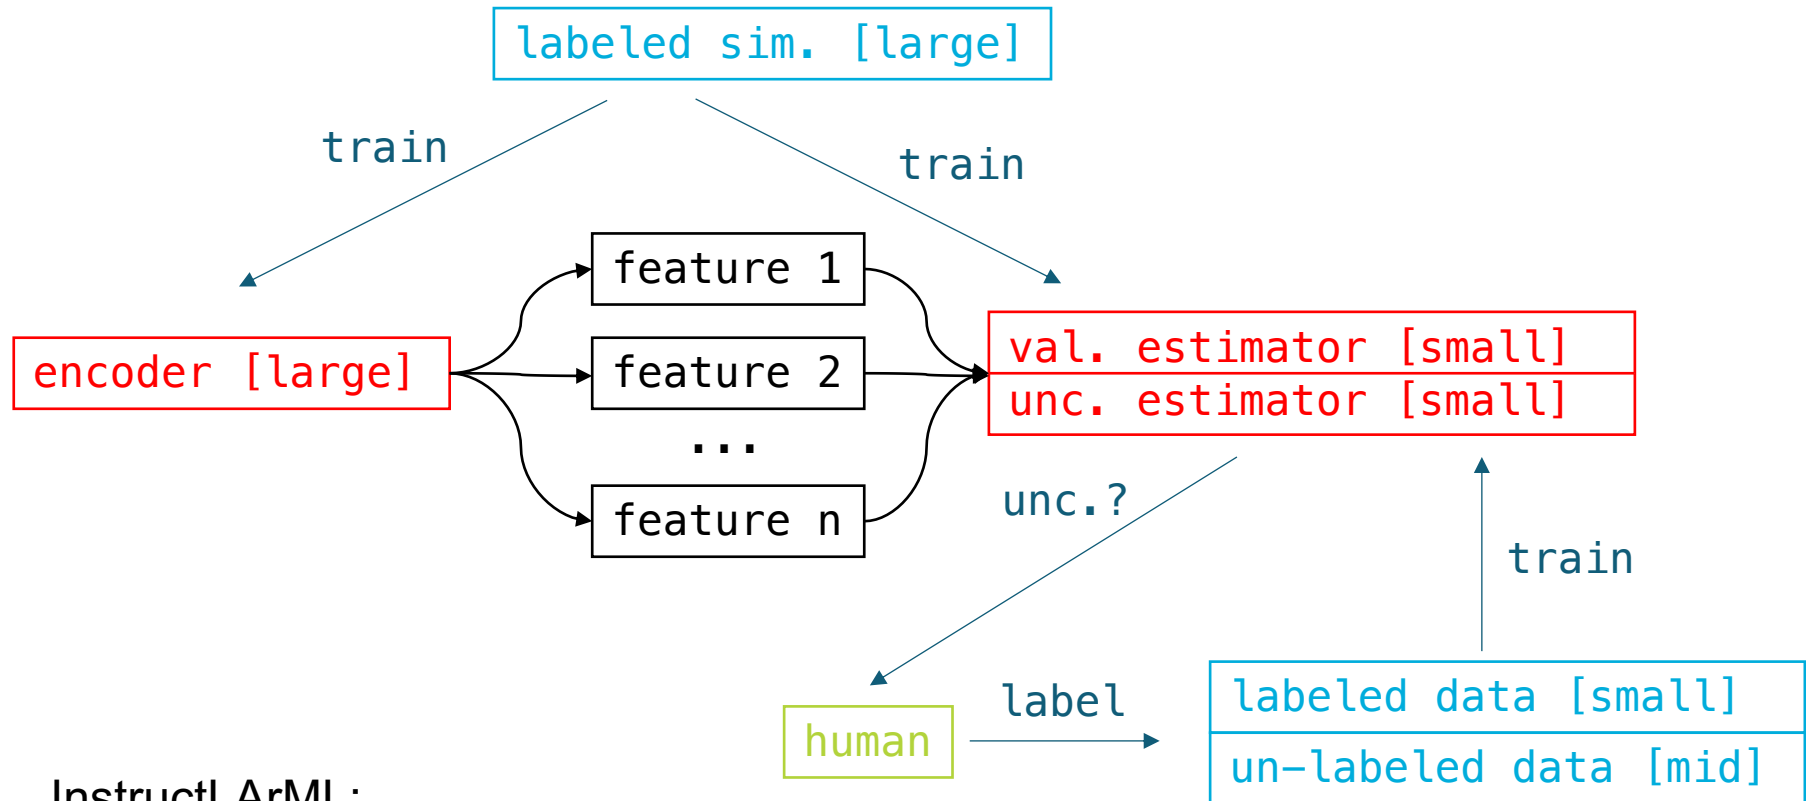 labeled sim. [large]
train
train
feature 1
encoder [large]
feature 2
...
feature n
val. estimator [small]
unc. estimator [small]
unc.?
train
human
label
labeled data [small]
un-labeled data [mid]
InstructLArML: